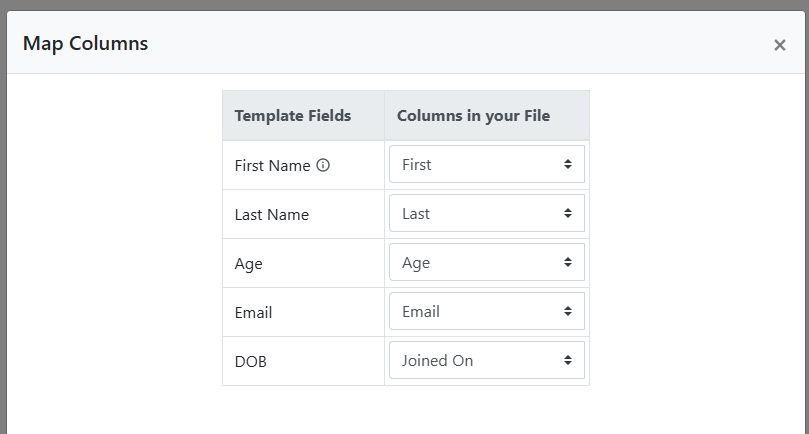 Map Columns ×
Template Fields Columns in your File
First Name First
Last Name Last
Age Age
Email Email
DOB Joined On